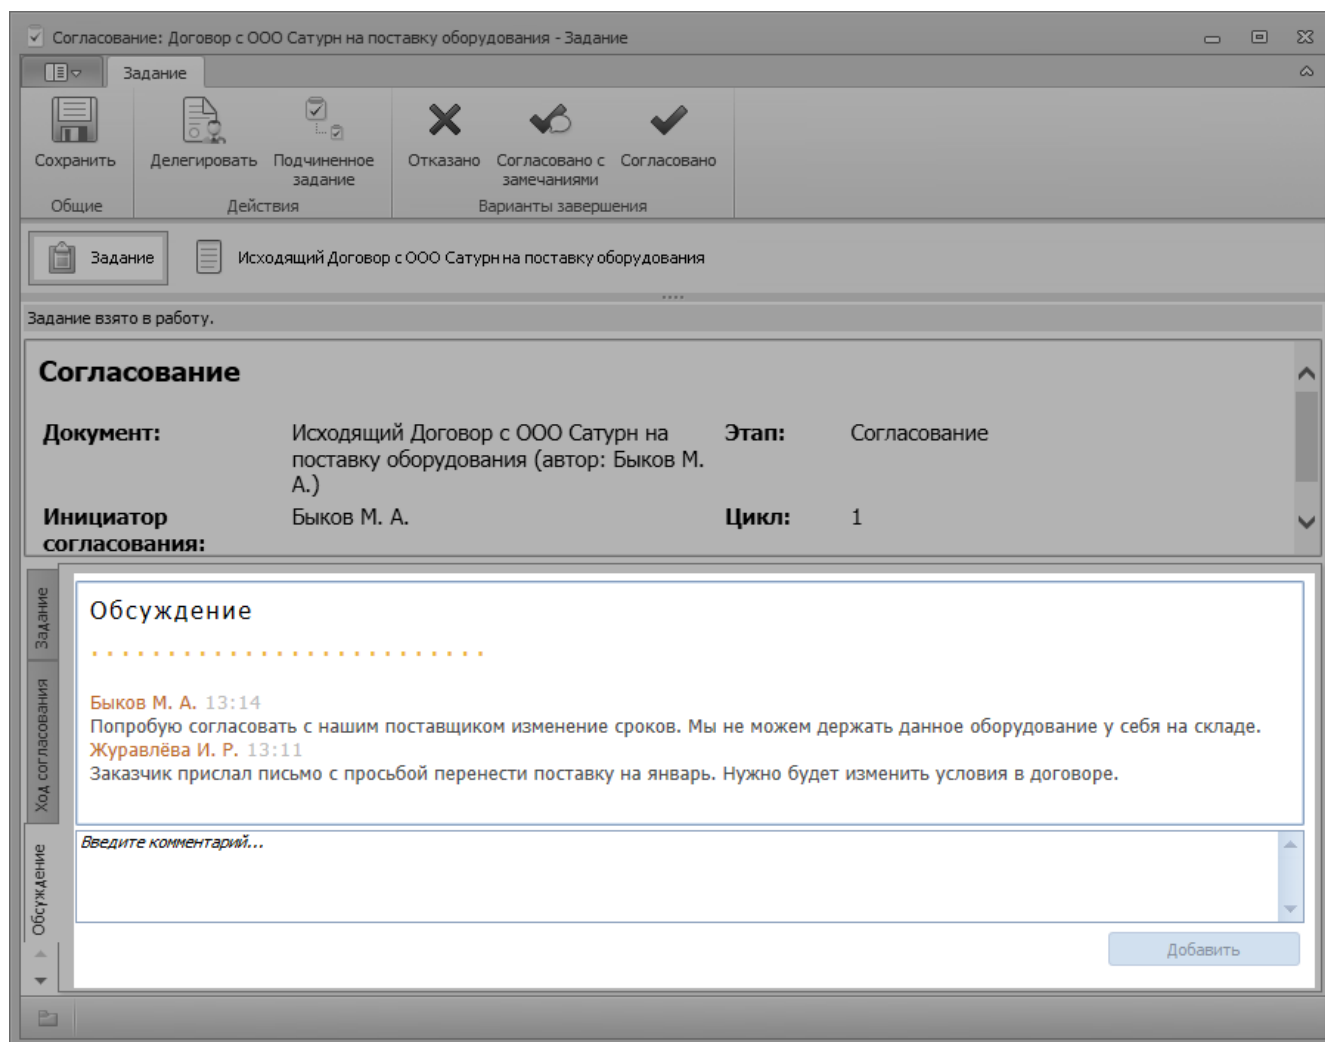 Согласование: Договор с ООО Сатурн на поставку оборудования - Задание
Задание
Сохранить
Делегировать
Подчиненное
задание
Отказано
Согласовано с
замечаниями
Согласовано
Общие
Действия
Варианты завершения
Задание
Исходящий Договор с ООО Сатурн на поставку оборудования
Задание взято в работу.
Согласование
Документ:
Исходящий Договор с ООО Сатурн на
поставку оборудования (автор: Быков М.
А.)
Этап:
Согласование
Инициатор
согласования:
Быков М. А.
Цикл:
1
Задание
Ход согласования
Обсуждение
Обсуждение
Быков М. А. 13:14
Попробую согласовать с нашим поставщиком изменение сроков. Мы не можем держать данное оборудование у себя на складе.
Журавлёва И. Р. 13:11
Заказчик прислал письмо с просьбой перенести поставку на январь. Нужно будет изменить условия в договоре.
Введите комментарий...
Добавить